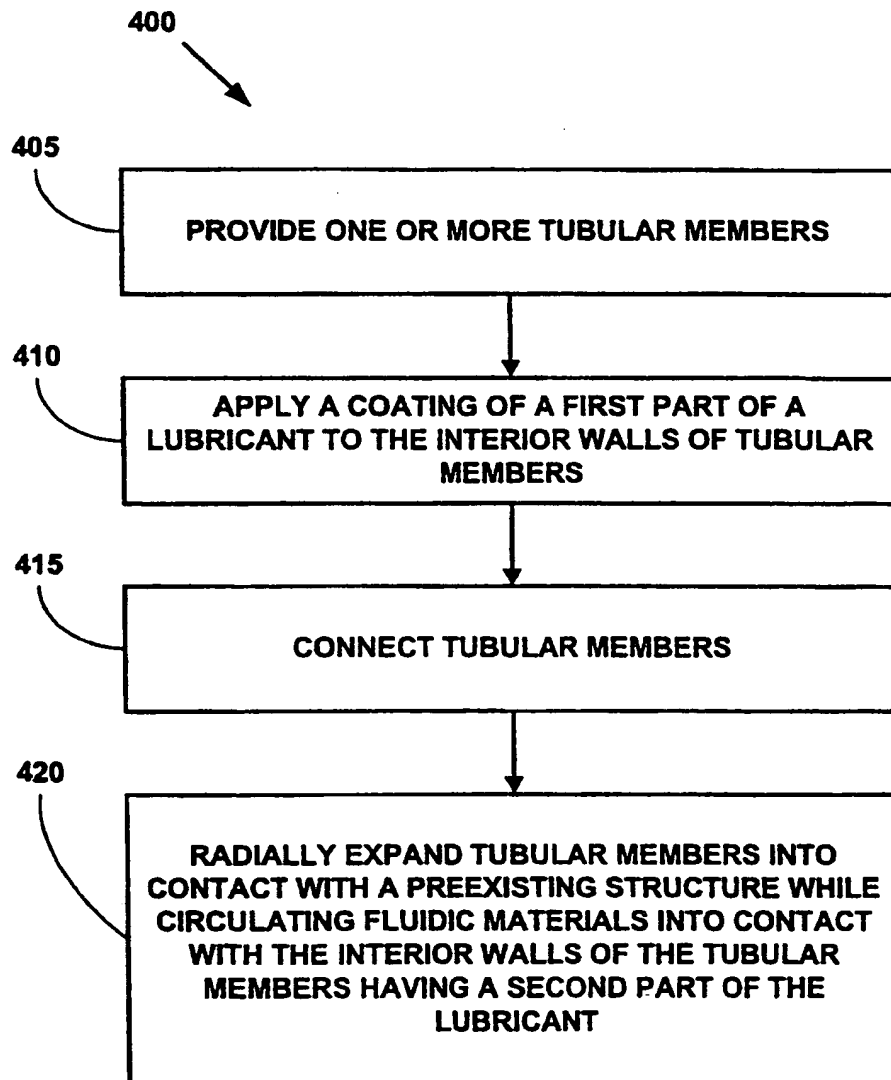 400
405
PROVIDE ONE OR MORE TUBULAR MEMBERS
410
APPLY A COATING OF A FIRST PART OF A
LUBRICANT TO THE INTERIOR WALLS OF TUBULAR
MEMBERS
415
CONNECT TUBULAR MEMBERS
420
RADIALLY EXPAND TUBULAR MEMBERS INTO
CONTACT WITH A PREEXISTING STRUCTURE WHILE
CIRCULATING FLUIDIC MATERIALS INTO CONTACT
WITH THE INTERIOR WALLS OF THE TUBULAR
MEMBERS HAVING A SECOND PART OF THE
LUBRICANT